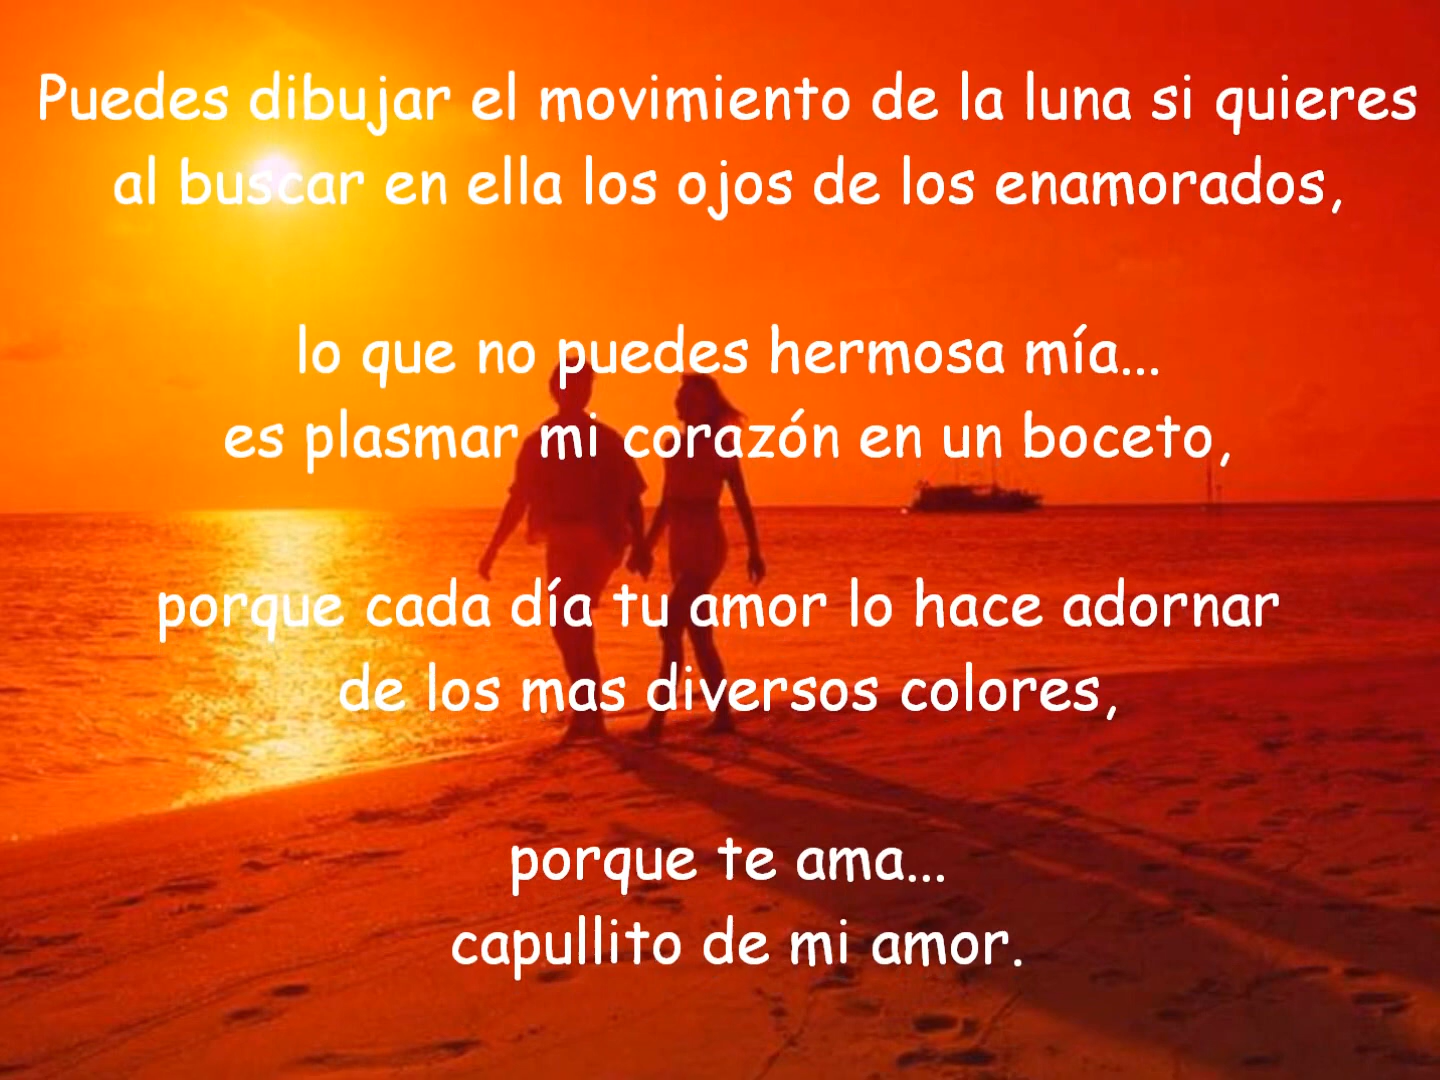 Puedes dibujar el movimiento de la luna si quieres
al buscar en ella los ojos de los enamorados,
lo que no puedes hermosa mía...
es plasmar mi corazón en un boceto,
porque cada día tu amor lo hace adornar
de los mas diversos colores,
porque te ama...
capullito de mi amor.